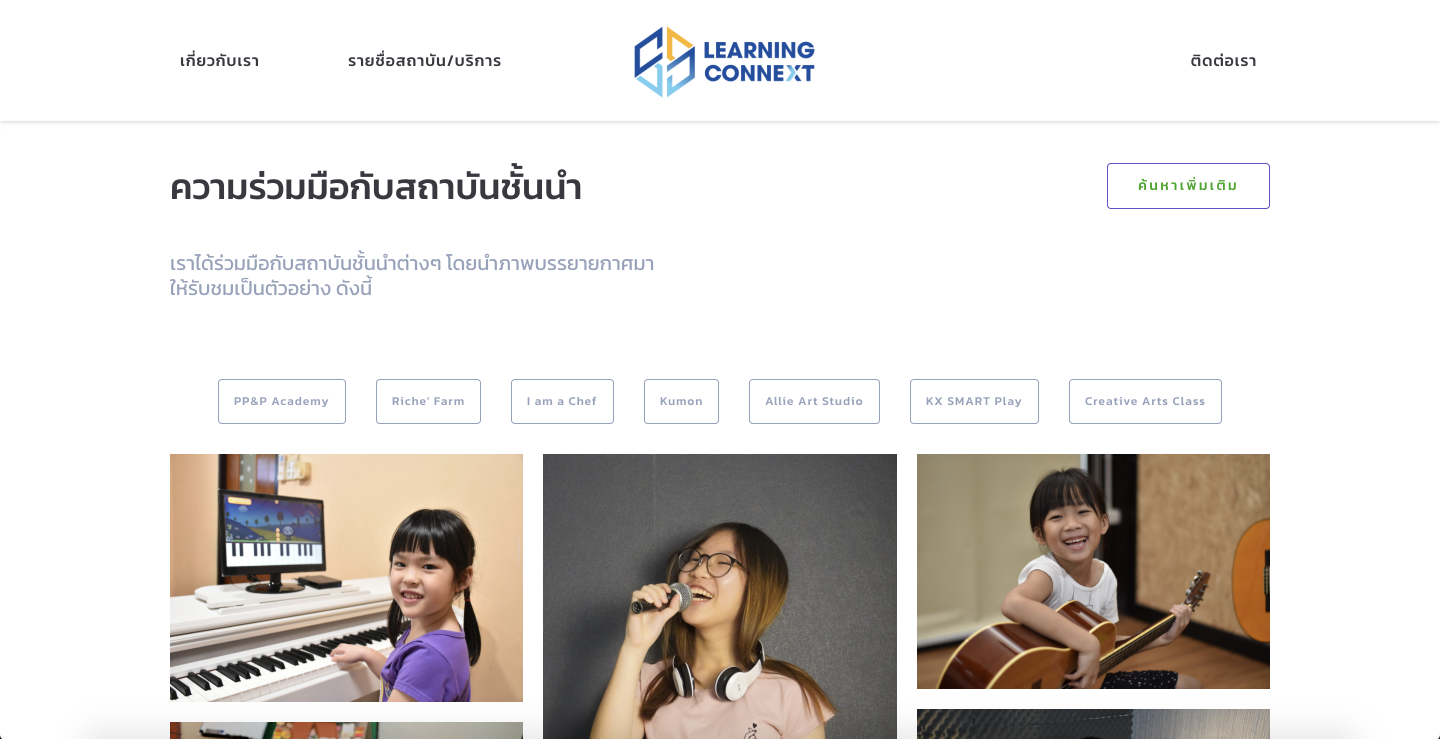 เกี่ยวกับเรา
รายชื่อสถาบัน/บริการ
LEARNING
CONNEXT
ติดต่อเรา
ความร่วมมือกับสถาบันชั้นนำ
ค้นหาเพิ่มเติม
เราได้ร่วมมือกับสถาบันชั้นนำต่างๆ โดยนำภาพบรรยายกาศมา
ให้รับชมเป็นตัวอย่าง ดังนี้
PP&P Academy
Riche' Farm
I am a Chef
Kumon
Allie Art Studio
KX SMART Play
Creative Arts Class